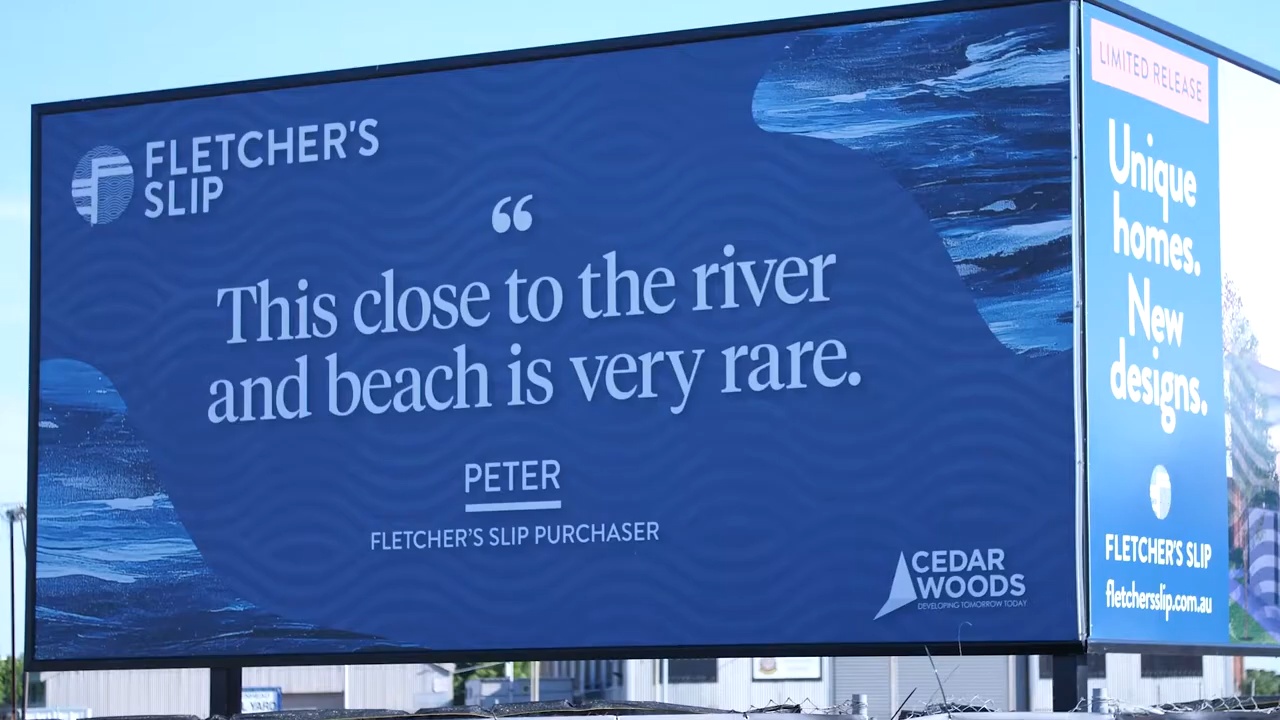 FLETCHER'S
SLIP
“
This close to the river
and beach is very rare.
PETER
FLETCHER'S SLIP PURCHASER
CEDAR
WOODS
DEVELOPING TOMORROW TODAY
LIMITED RELEASE
Unique
homes.
New
designs.
FLETCHER'S SLIP
fletchersslip.com.au
YARD